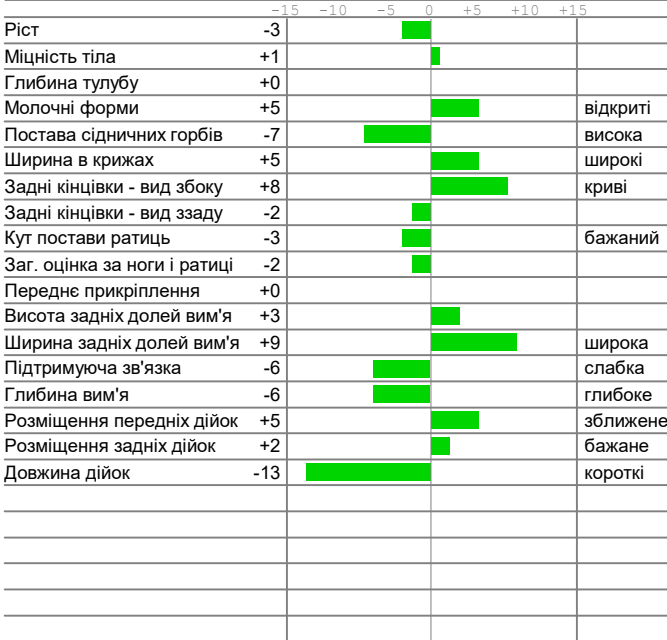 -15 -10 -5 0 +5 +10 +15
Ріст -3
Міцність тіла +1
Глибина тулубу +0
Молочні форми +5 відкриті
Постава сідничних горбів -7 висока
Ширина в крижах +5 широкі
Задні кінцівки - вид збоку +8 криві
Задні кінцівки - вид ззаду -2
Кут постави ратиць -3 бажаний
Заг. оцінка за ноги і ратиці -2
Переднє прикріплення +0
Висота задніх долей вим'я +3
Ширина задніх долей вим'я +9 широка
Підтримуюча зв'язка -6 слабка
Глибина вим'я -6 глибоке
Розміщення передніх дійок +5 зближене
Розміщення задніх дійок +2 бажане
Довжина дійок -13 короткі